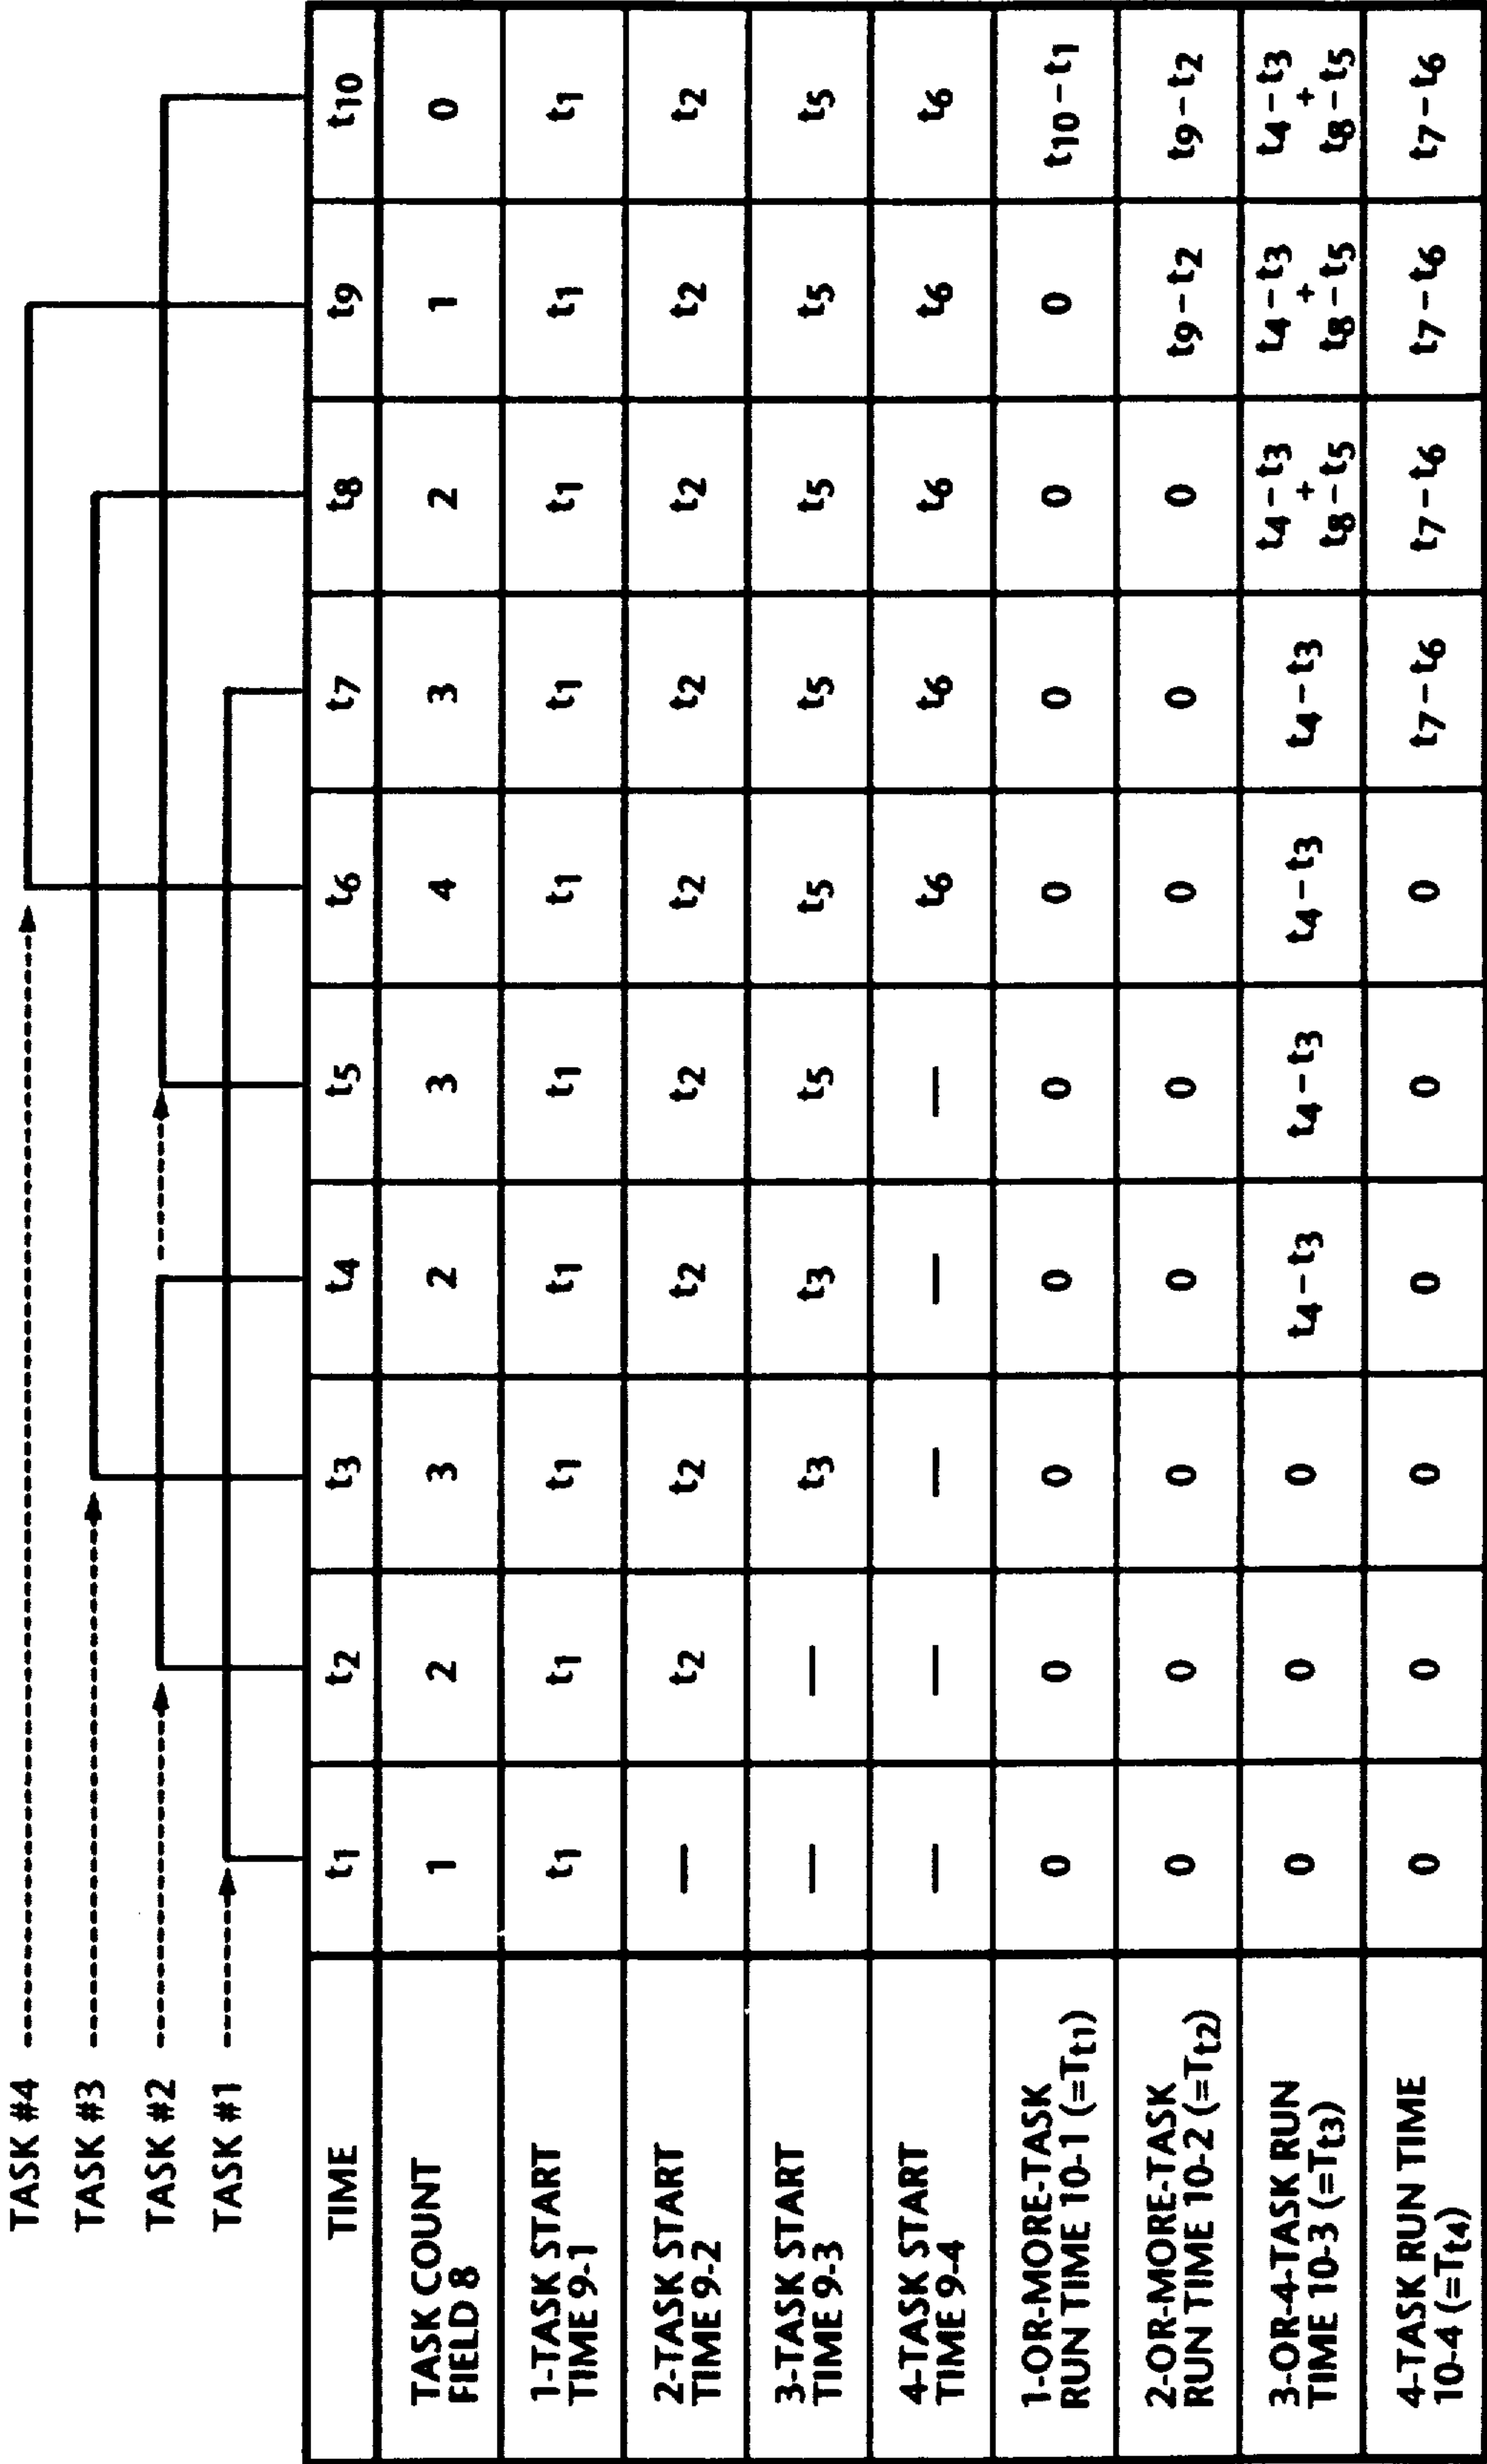 TASK #4
TASK #3
TASK #2
TASK #1
TIME t1 t2 t3 t4 t5 t6 t7 t8 t9 t10
TASK COUNT
FIELD 8 1 2 3 2 3 4 3 2 1 0
1-TASK START
TIME 9-1 t1 t1 t1 t1 t1 t1 t1 t1 t1 t1
2-TASK START
TIME 9-2 — t2 t2 t2 t2 t2 t2 t2 t2 t2
3-TASK START
TIME 9-3 — — t3 t3 t5 t5 t5 t5 t5 t5
4-TASK START
TIME 9-4 — — — — — t6 t6 t6 t6 t6
1-OR-MORE-TASK
RUN TIME 10-1 (=Tt1) 0 0 0 0 0 0 0 0 0 t10-t1
2-OR-MORE-TASK
RUN TIME 10-2 (=Tt2) 0 0 0 0 0 0 0 0 t9-t2 t9-t2
3-OR-4-TASK RUN
TIME 10-3 (=Tt3) 0 0 0 t4-t3 t4-t3 t4-t3 t4-t3 t4-t3 + t8-t5 t4-t3 + t8-t5 t4-t3 + t8-t5
4-TASK RUN TIME
10-4 (=Tt4) 0 0 0 0 0 0 t7-t6 t7-t6 t7-t6 t7-t6